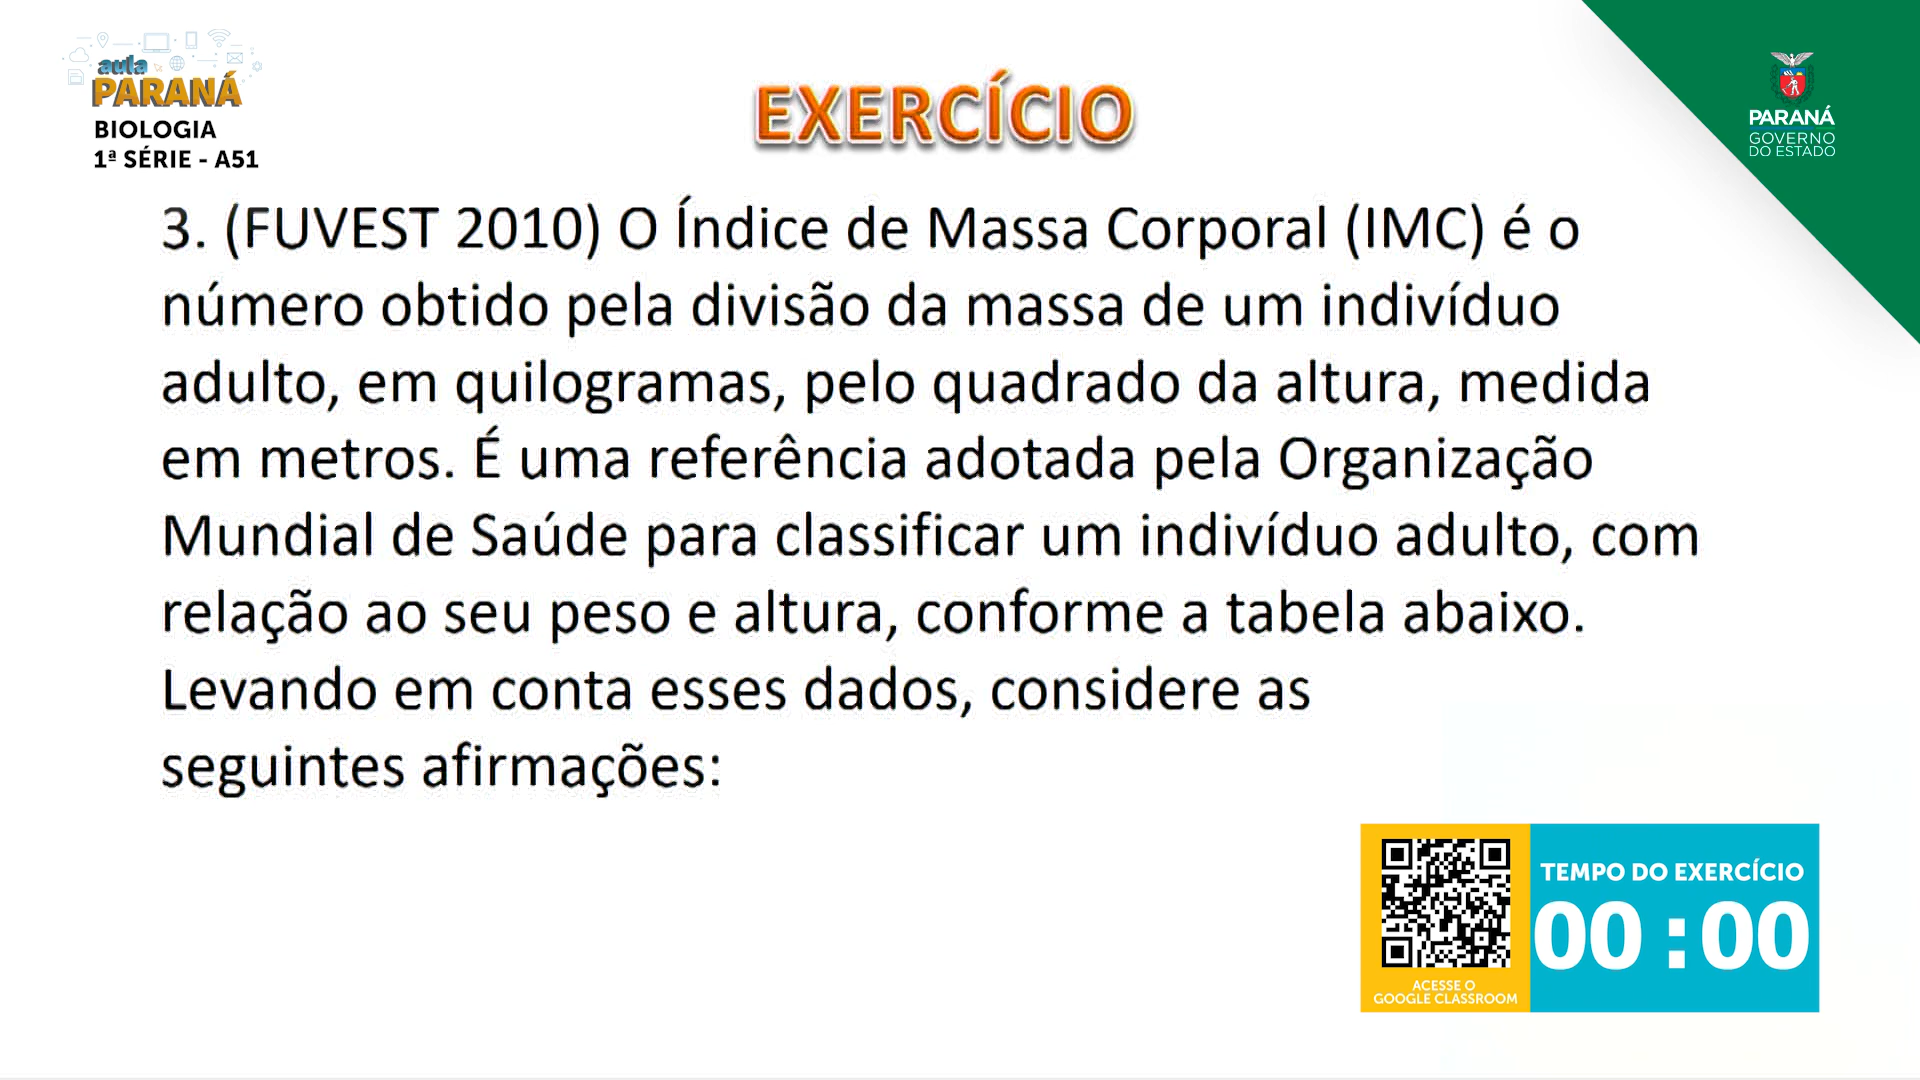 aula
PARANÁ
BIOLOGIA
1ª SÉRIE - A51
EXERCÍCIO
PARANÁ
GOVERNO
DO ESTADO
3. (FUVEST 2010) O Índice de Massa Corporal (IMC) é o
número obtido pela divisão da massa de um indivíduo
adulto, em quilogramas, pelo quadrado da altura, medida
em metros. É uma referência adotada pela Organização
Mundial de Saúde para classificar um indivíduo adulto, com
relação ao seu peso e altura, conforme a tabela abaixo.
Levando em conta esses dados, considere as
seguintes afirmações:
TEMPO DO EXERCÍCIO
00 : 00
ACESSE O
GOOGLE CLASSROOM